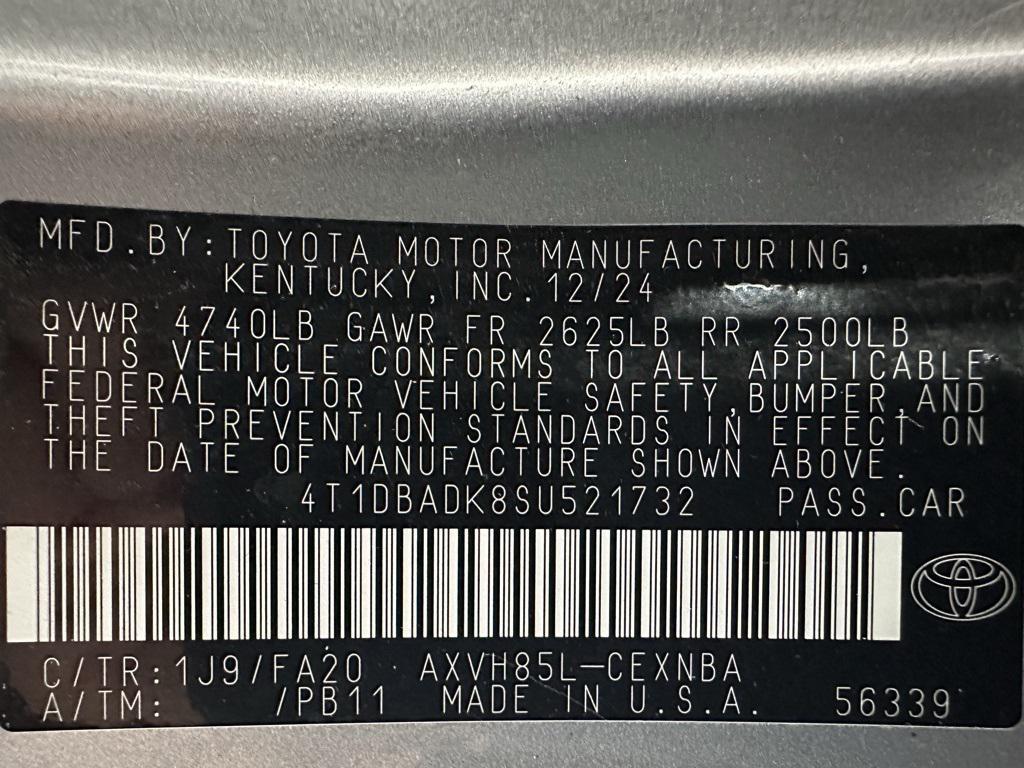 MFD.BY:TOYOTA MOTOR MANUFACTURING,
KENTUCKY,INC.12/24
GVWR 4740LB GAWR FR 2625LB RR 2500LB
THIS VEHICLE CONFORMS TO ALL APPLICABLE
FEDERAL MOTOR VEHICLE SAFETY,BUMPER,AND
THEFT PREVENTION STANDARDS IN EFFECT ON
THE DATE OF MANUFACTURE SHOWN ABOVE.
4T1DBADK8SU521732 PASS.CAR
C/TR:1J9/FA20 AXVH85L-CEXNBA
A/TM: /PB11 MADE IN U.S.A. 56339